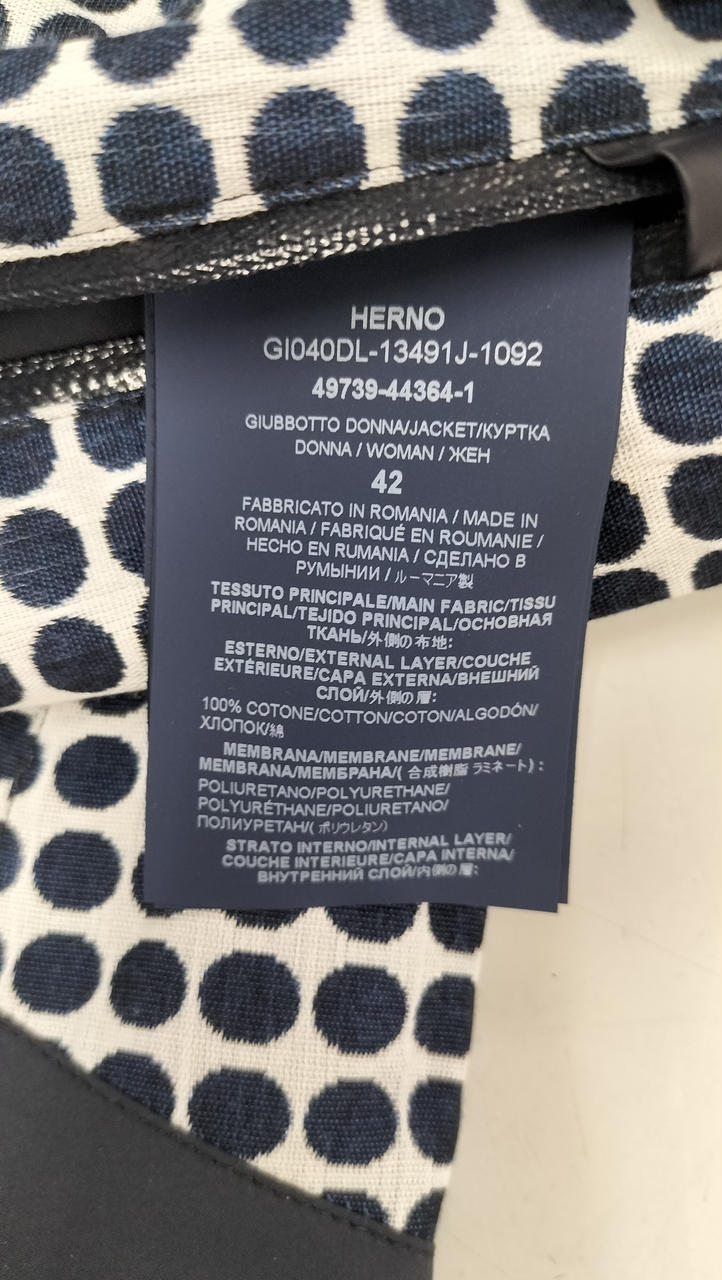 HERNO
GI040DL-13491J-1092
49739-44364-1
GIUBBOTTO DONNA/JACKET/КУРТКА
DONNA / WOMAN / ЖЕН
42
FABBRICATO IN ROMANIA / MADE IN
ROMANIA / FABRIQUÉ EN ROUMANIE /
HECHO EN RUMANIA / СДЕЛАНО В
РУМЫНИИ / ルーマニア製
TESSUTO PRINCIPALE/MAIN FABRIC/TISSU
PRINCIPAL/TEJIDO PRINCIPAL/ОСНОВНАЯ
ТКАНЬ/外側の布地:
ESTERNO/EXTERNAL LAYER/COUCHE
EXTÉRIEURE/CAPA EXTERNA/ВНЕШНИЙ
СЛОЙ/外側の層:
100% COTONE/COTTON/COTON/ALGODÓN/
ХЛОПОК/綿
MEMBRANA/MEMBRANE/MEMBRANE/
MEMBRANA/МЕМБРАНА/( 合成樹脂 ラミネート) :
POLIURETANO/POLYURETHANE/
POLYURÉTHANE/POLIURETANO/
ПОЛИУРЕТАН/( ポリウレタン)
STRATO INTERNO/INTERNAL LAYER/
COUCHE INTERIEURE/CAPA INTERNA/
ВНУТРЕННИЙ СЛОЙ/内側の層: